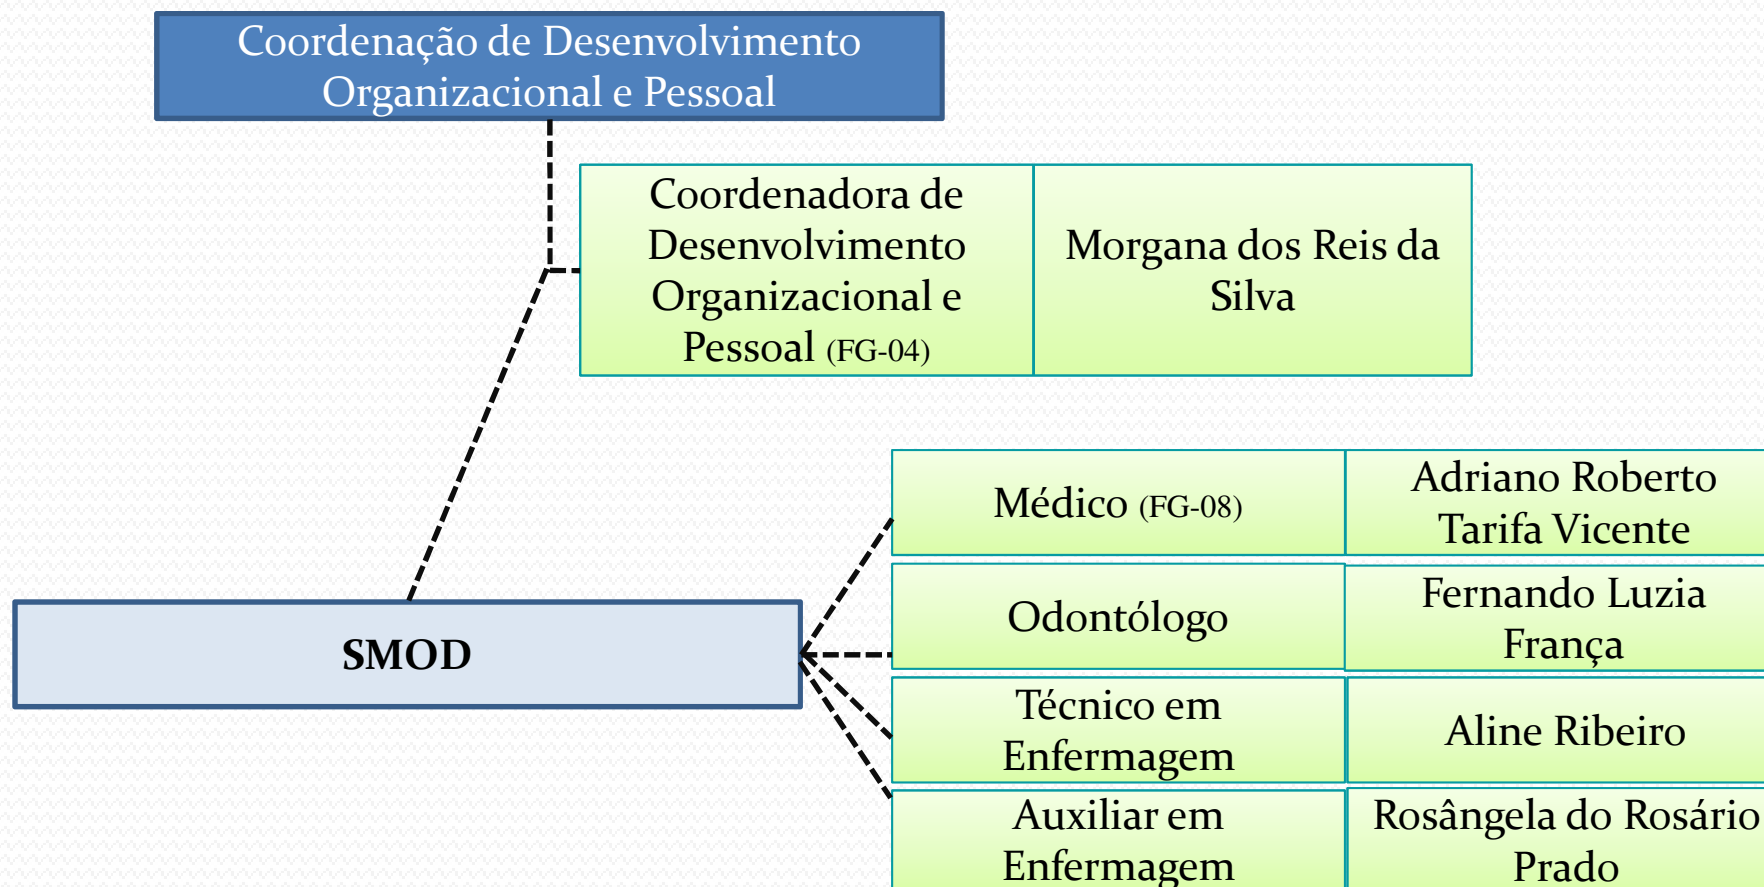 Coordenação de Desenvolvimento
Organizacional e Pessoal
Coordenadora de
Desenvolvimento
Organizacional e
Pessoal (FG-04)
Morgana dos Reis da
Silva
SMOD
Médico (FG-08)
Adriano Roberto
Tarifa Vicente
Odontólogo
Fernando Luzia
França
Técnico em
Enfermagem
Aline Ribeiro
Auxiliar em
Enfermagem
Rosângela do Rosário
Prado